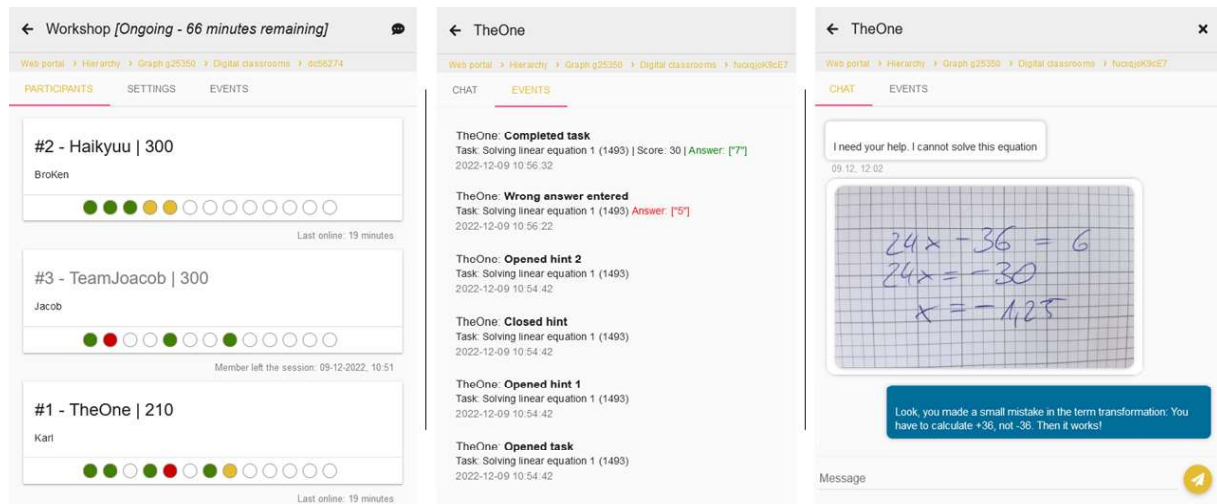 Workshop [Ongoing - 66 minutes remaining]
Web portal > Hierarchy > Graph g25350 > Digital classrooms > dc56274
PARTICIPANTS SETTINGS EVENTS
#2 - Haikyuu | 300
BroKen
Last online: 19 minutes
#3 - TeamJoacob | 300
Jacob
Member left the session: 09-12-2022, 10:51
#1 - TheOne | 210
Karl
Last online: 19 minutes
TheOne
Web portal > Hierarchy > Graph g25350 > Digital classrooms >
CHAT EVENTS
TheOne: Completed task
Task: Solving linear equation 1 (1493) | Score: 30 | Answer: ["7"]
2022-12-09 10:56:32
TheOne: Wrong answer entered
Task: Solving linear equation 1 (1493) Answer: ["5"]
2022-12-09 10:56:22
TheOne: Opened hint 2
Task: Solving linear equation 1 (1493)
2022-12-09 10:54:42
TheOne: Closed hint
Task: Solving linear equation 1 (1493)
2022-12-09 10:54:42
TheOne: Opened hint 1
Task: Solving linear equation 1 (1493)
2022-12-09 10:54:42
TheOne: Opened task
Task: Solving linear equation 1 (1493)
2022-12-09 10:54:42
TheOne
Web portal > Hierarchy > Graph g25350 > Digital classrooms >
CHAT EVENTS
I need your help. I cannot solve this equation
09.12, 12:02
24x - 36 = 6
24x = -30
x = -1,25
Look, you made a small mistake in the term transformation: You
have to calculate +36, not -36. Then it works!
Message